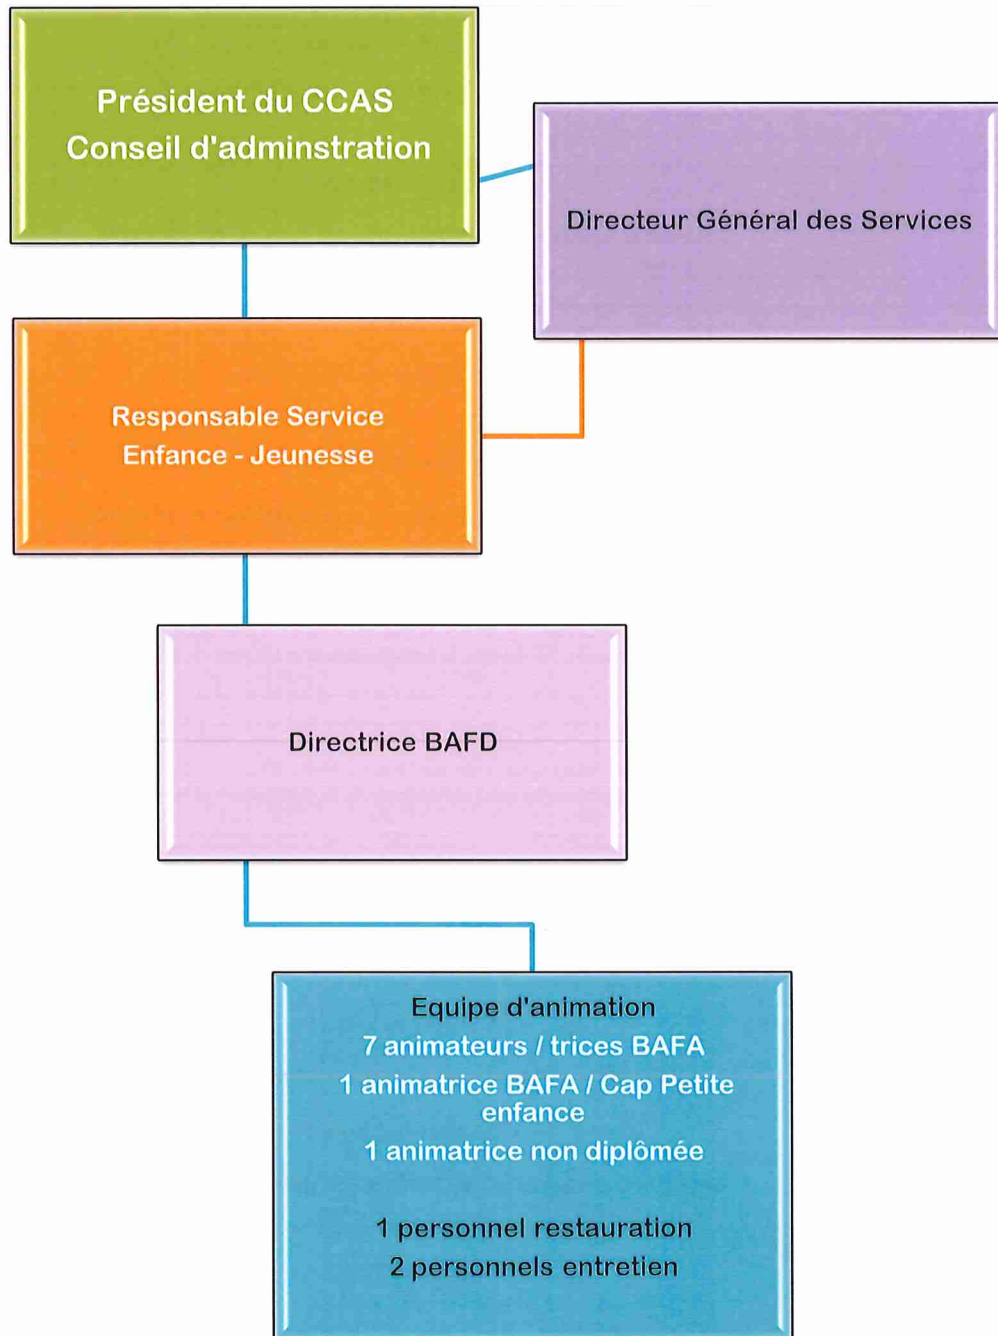 Président du CCAS
Conseil d'adminstration
Directeur Général des Services
Responsable Service
Enfance - Jeunesse
Directrice BAFD
Equipe d'animation
7 animateurs / trices BAFA
1 animatrice BAFA / Cap Petite
enfance
1 animatrice non diplômée
1 personnel restauration
2 personnels entretien